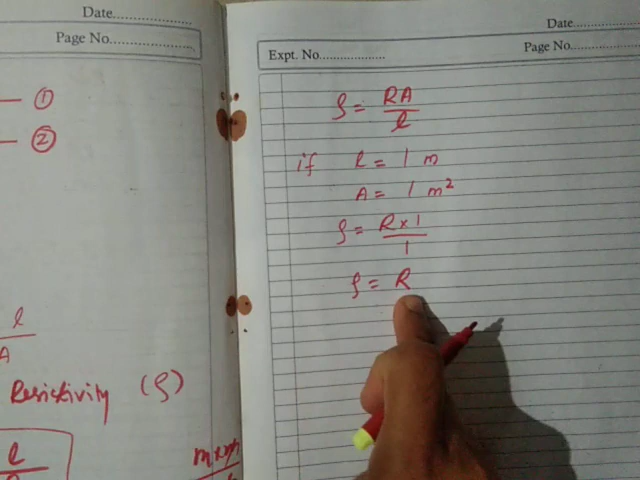 Date....................
Page No....................
① 
②
l
A
Resistivity (ρ)
l
Date............
Expt. No....................
Page No....................
ρ = RA
l
if l = 1 m
A = 1 m²
ρ = R × 1
1
ρ = R